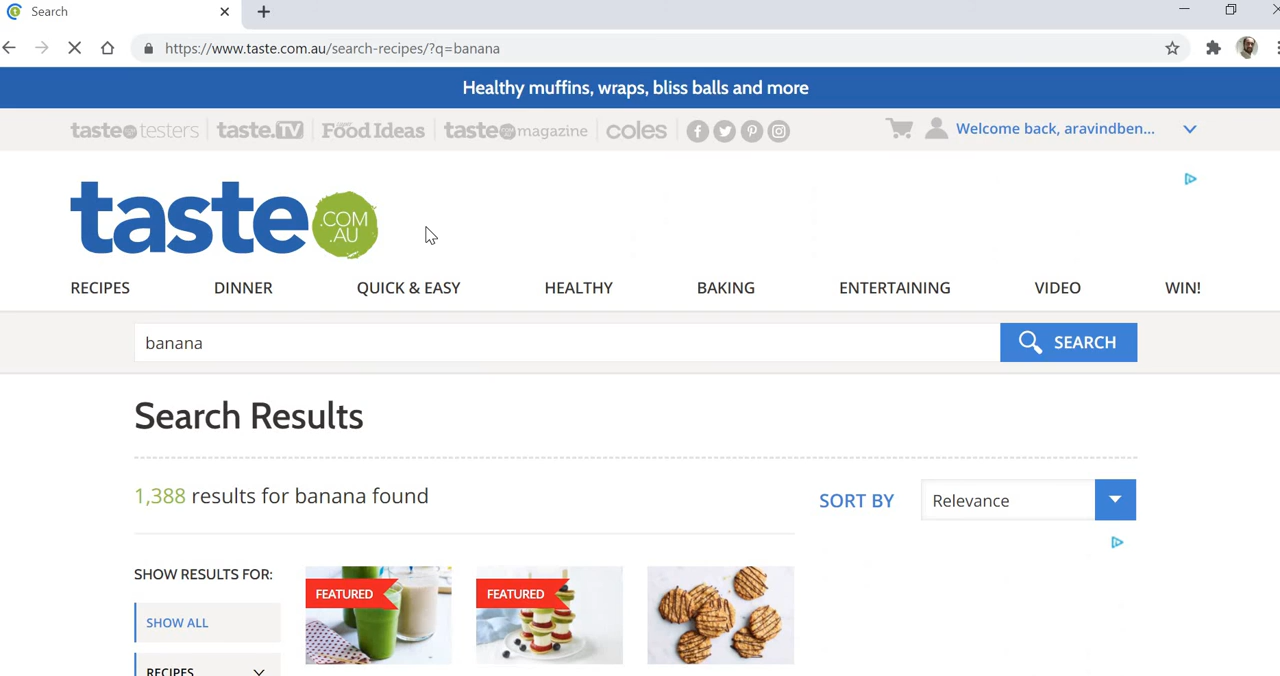 Search
https://www.taste.com.au/search-recipes/?q=banana
Healthy muffins, wraps, bliss balls and more
taste testers taste.TV Food Ideas taste magazine coles Welcome back, aravindben...
taste .COM .AU
RECIPES DINNER QUICK & EASY HEALTHY BAKING ENTERTAINING VIDEO WIN!
banana SEARCH
Search Results
1,388 results for banana found
SORT BY Relevance
SHOW RESULTS FOR:
FEATURED FEATURED
SHOW ALL
RECIPES